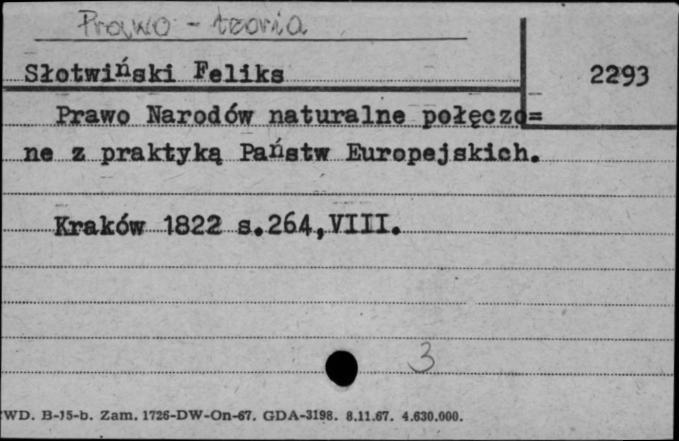 Prawo - teoria
Słotwiński Feliks
2293
Prawo Narodów naturalne połęczo=
ne z praktyką Państw Europejskich.
Kraków 1822 s.264,VIII.
3
WD. B-15-b. Zam. 1726-DW-On-67. GDA-3198. 8.11.67. 4.630.000.